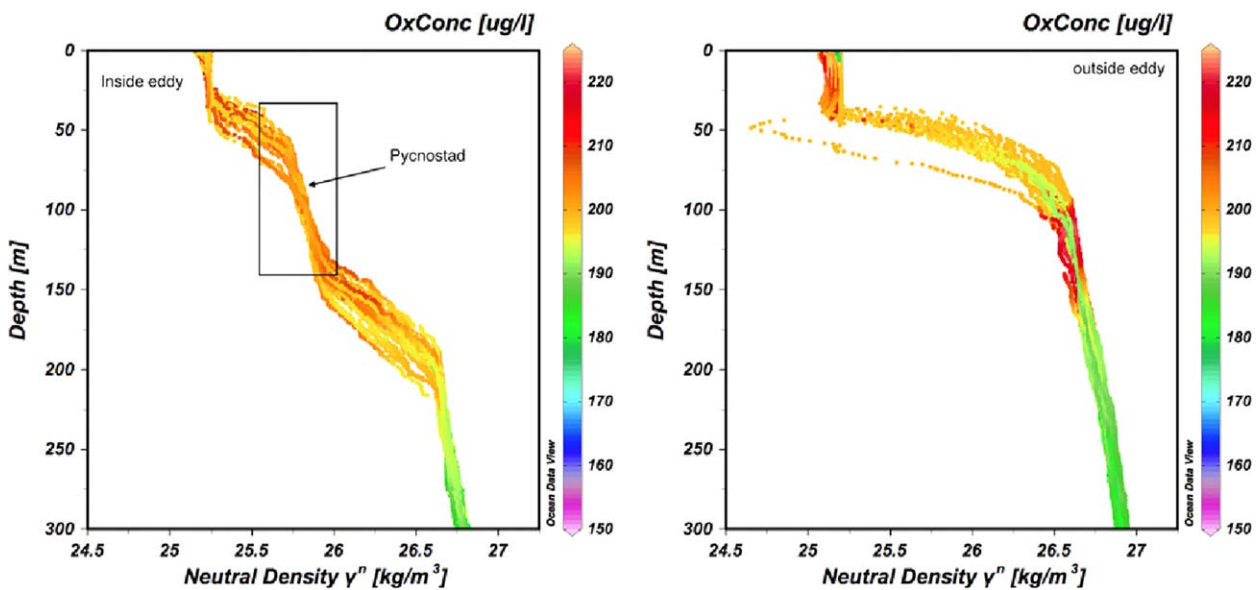 OxConc [ug/l]
Inside eddy
Pycnostad
0
50
100
150
200
250
300
Depth [m]
24.5 25 25.5 26 26.5 27
Neutral Density γⁿ [kg/m³]
220
210
200
190
180
170
160
150
Ocean Data View
OxConc [ug/l]
outside eddy
0
50
100
150
200
250
300
Depth [m]
24.5 25 25.5 26 26.5 27
Neutral Density γⁿ [kg/m³]
220
210
200
190
180
170
160
150
Ocean Data View